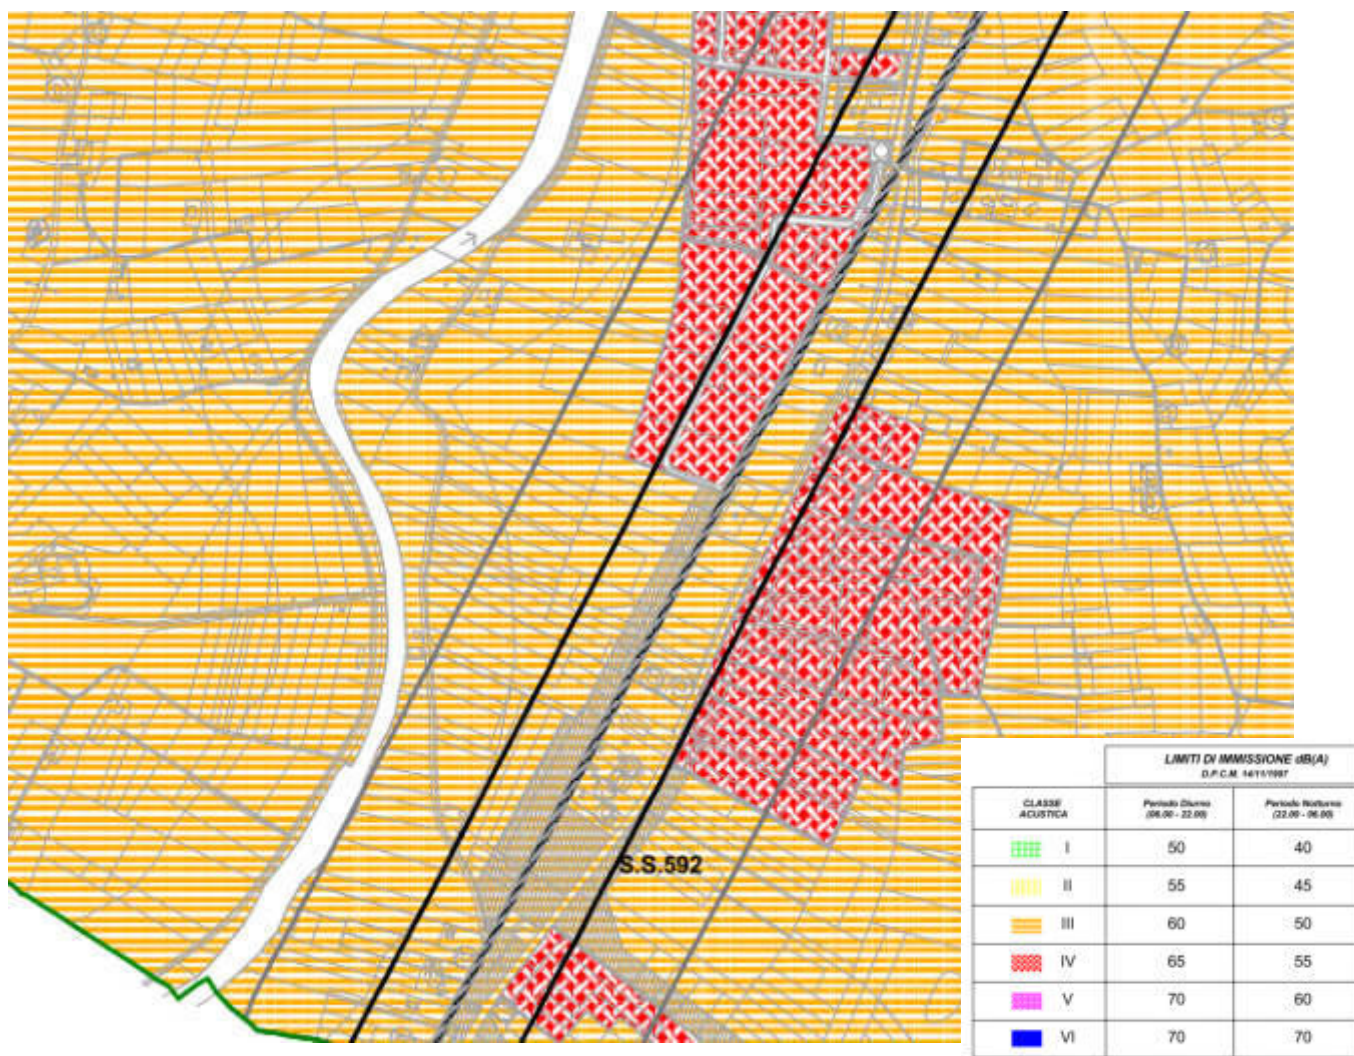 S.S.592
LIMITI DI IMMISSIONE dB(A)
D.P.C.M. 14/11/1997
CLASSE ACUSTICA
Periodo Diurno (06.00 - 22.00)
Periodo Notturno (22.00 - 06.00)
I 50 40
II 55 45
III 60 50
IV 65 55
V 70 60
VI 70 70